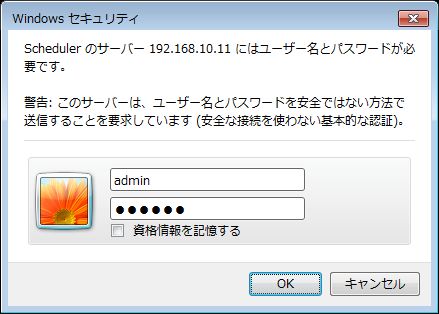 Windows セキュリティ
Scheduler のサーバー 192.168.10.11 にはユーザー名とパスワードが必
要です。
警告: このサーバーは、ユーザー名とパスワードを安全ではない方法で
送信することを要求しています (安全な接続を使わない基本的な認証)。
admin
●●●●●●
資格情報を記憶する
OK
キャンセル